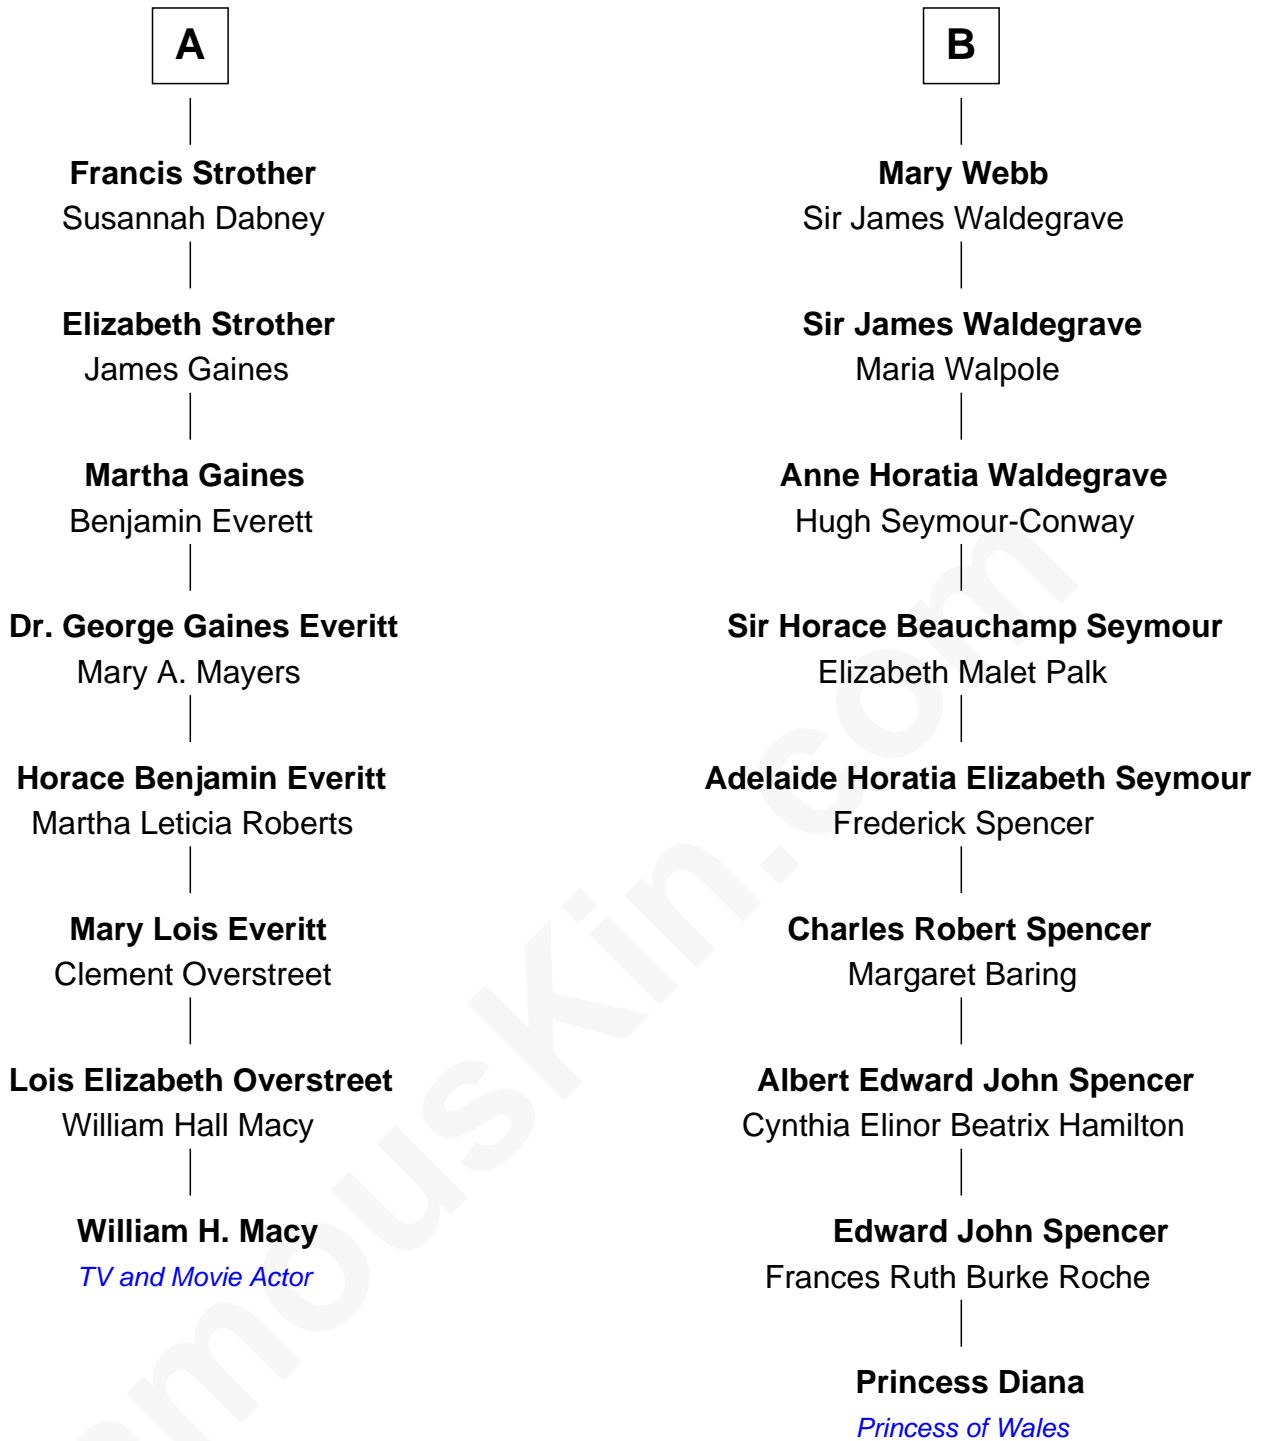 A
Francis Strother
Susannah Dabney
Elizabeth Strother
James Gaines
Martha Gaines
Benjamin Everett
Dr. George Gaines Everitt
Mary A. Mayers
Horace Benjamin Everitt
Martha Leticia Roberts
Mary Lois Everitt
Clement Overstreet
Lois Elizabeth Overstreet
William Hall Macy
William H. Macy
TV and Movie Actor
B
Mary Webb
Sir James Waldegrave
Sir James Waldegrave
Maria Walpole
Anne Horatia Waldegrave
Hugh Seymour-Conway
Sir Horace Beauchamp Seymour
Elizabeth Malet Palk
Adelaide Horatia Elizabeth Seymour
Frederick Spencer
Charles Robert Spencer
Margaret Baring
Albert Edward John Spencer
Cynthia Elinor Beatrix Hamilton
Edward John Spencer
Frances Ruth Burke Roche
Princess Diana
Princess of Wales
amousKin.com